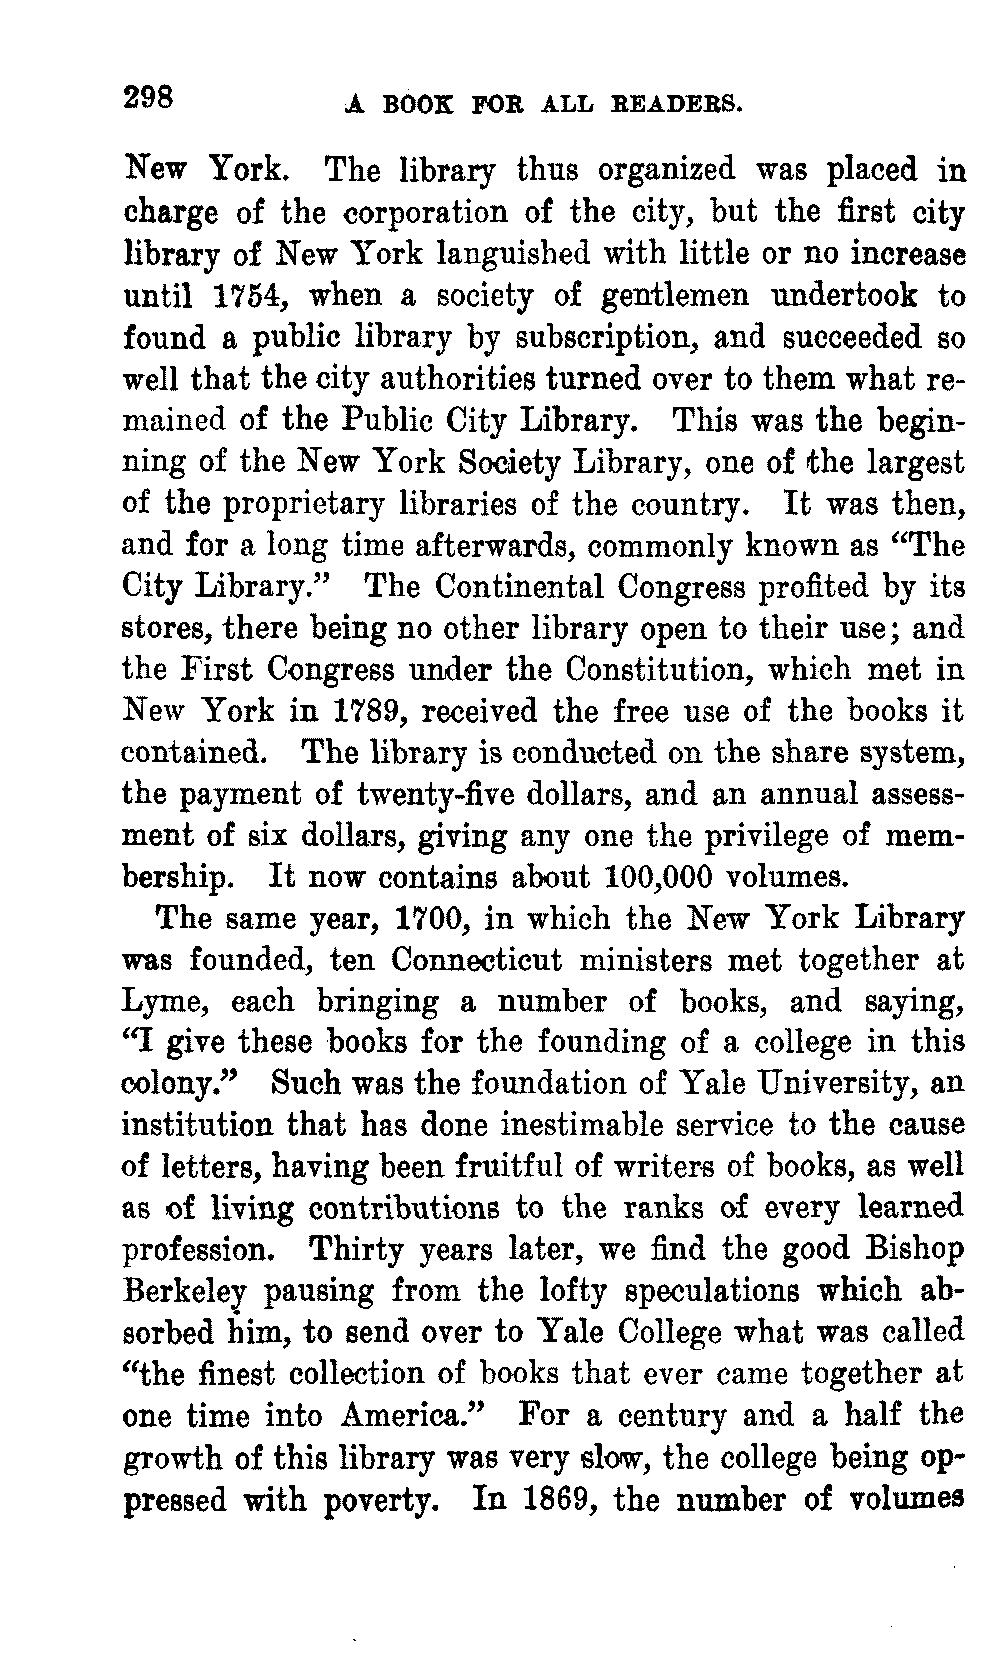 298
A BOOK FOR ALL READERS.
New York. The library thus organized was placed in
charge of the corporation of the city, but the first city
library of New York languished with little or no increase
until 1754, when a society of gentlemen undertook to
found a public library by subscription, and succeeded so
well that the city authorities turned over to them what re-
mained of the Public City Library. This was the begin-
ning of the New York Society Library, one of the largest
of the proprietary libraries of the country. It was then,
and for a long time afterwards, commonly known as “The
City Library.” The Continental Congress profited by its
stores, there being no other library open to their use; and
the First Congress under the Constitution, which met in
New York in 1789, received the free use of the books it
contained. The library is conducted on the share system,
the payment of twenty-five dollars, and an annual assess-
ment of six dollars, giving any one the privilege of mem-
bership. It now contains about 100,000 volumes.
The same year, 1700, in which the New York Library
was founded, ten Connecticut ministers met together at
Lyme, each bringing a number of books, and saying,
“I give these books for the founding of a college in this
colony.” Such was the foundation of Yale University, an
institution that has done inestimable service to the cause
of letters, having been fruitful of writers of books, as well
as of living contributions to the ranks of every learned
profession. Thirty years later, we find the good Bishop
Berkeley pausing from the lofty speculations which ab-
sorbed him, to send over to Yale College what was called
“the finest collection of books that ever came together at
one time into America.” For a century and a half the
growth of this library was very slow, the college being op-
pressed with poverty. In 1869, the number of volumes